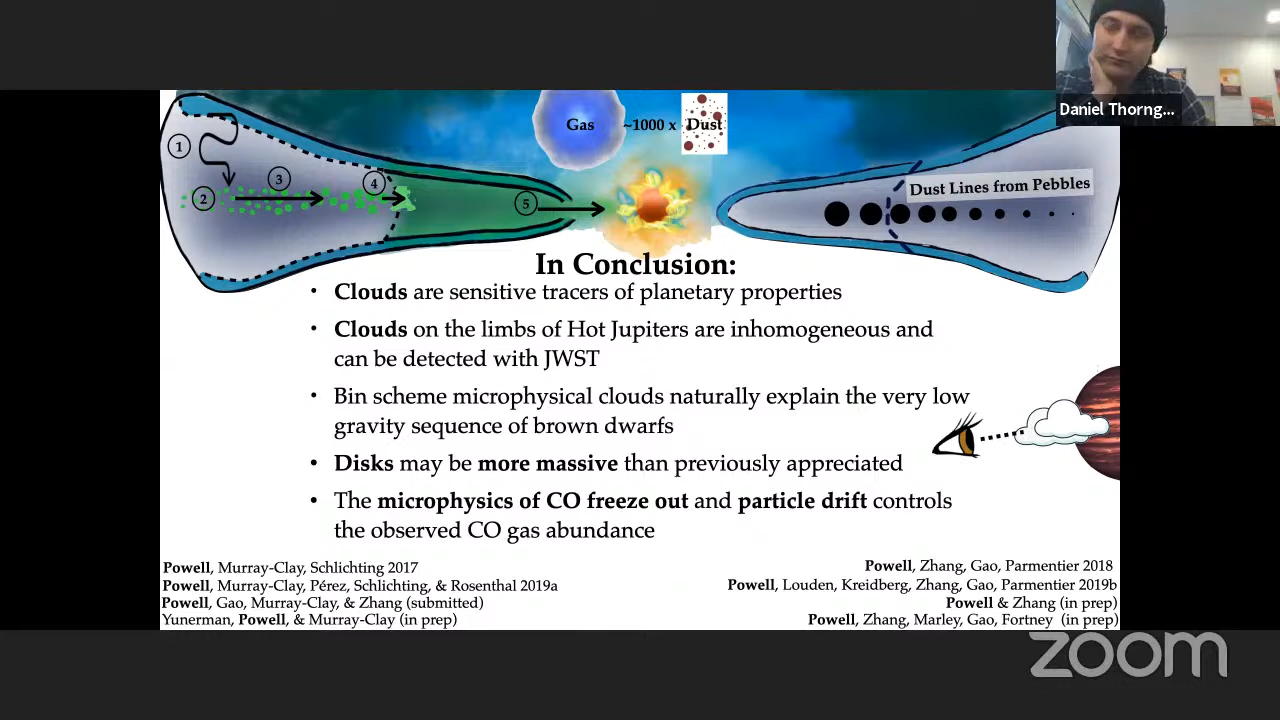 Daniel Thorng...
Gas ~1000 x Dust
1
2
3
4
5
Dust Lines from Pebbles
In Conclusion:
• Clouds are sensitive tracers of planetary properties
• Clouds on the limbs of Hot Jupiters are inhomogeneous and
can be detected with JWST
• Bin scheme microphysical clouds naturally explain the very low
gravity sequence of brown dwarfs
• Disks may be more massive than previously appreciated
• The microphysics of CO freeze out and particle drift controls
the observed CO gas abundance
Powell, Murray-Clay, Schlichting 2017
Powell, Murray-Clay, Pérez, Schlichting, & Rosenthal 2019a
Powell, Gao, Murray-Clay, & Zhang (submitted)
Yunerman, Powell, & Murray-Clay (in prep)
Powell, Zhang, Gao, Parmentier 2018
Powell, Louden, Kreidberg, Zhang, Gao, Parmentier 2019b
Powell & Zhang (in prep)
Powell, Zhang, Marley, Gao, Fortney (in prep)
zoom